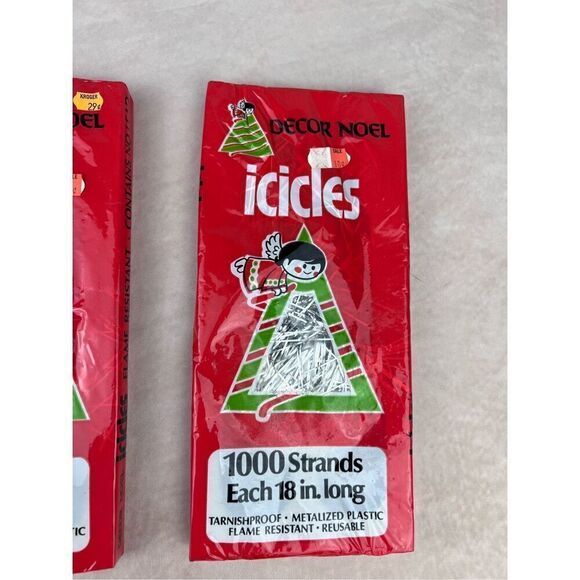 KROGER
29¢
OEL
icicles FLAME RESISTANT
TIC
DECOR NOEL
icicles
1000 Strands
Each 18 in. long
TARNISHPROOF • METALIZED PLASTIC
FLAME RESISTANT • REUSABLE